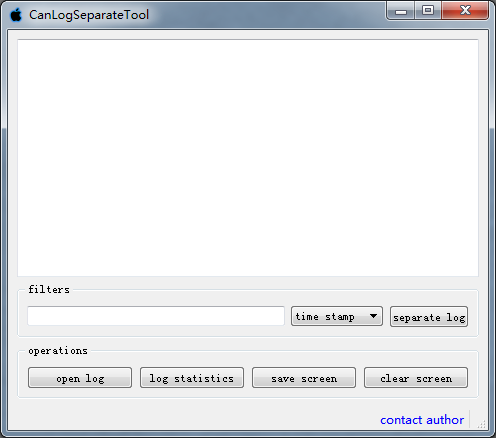 CanLogSeparateTool
filters
time stamp
separate log
operations
open log
log statistics
save screen
clear screen
contact author